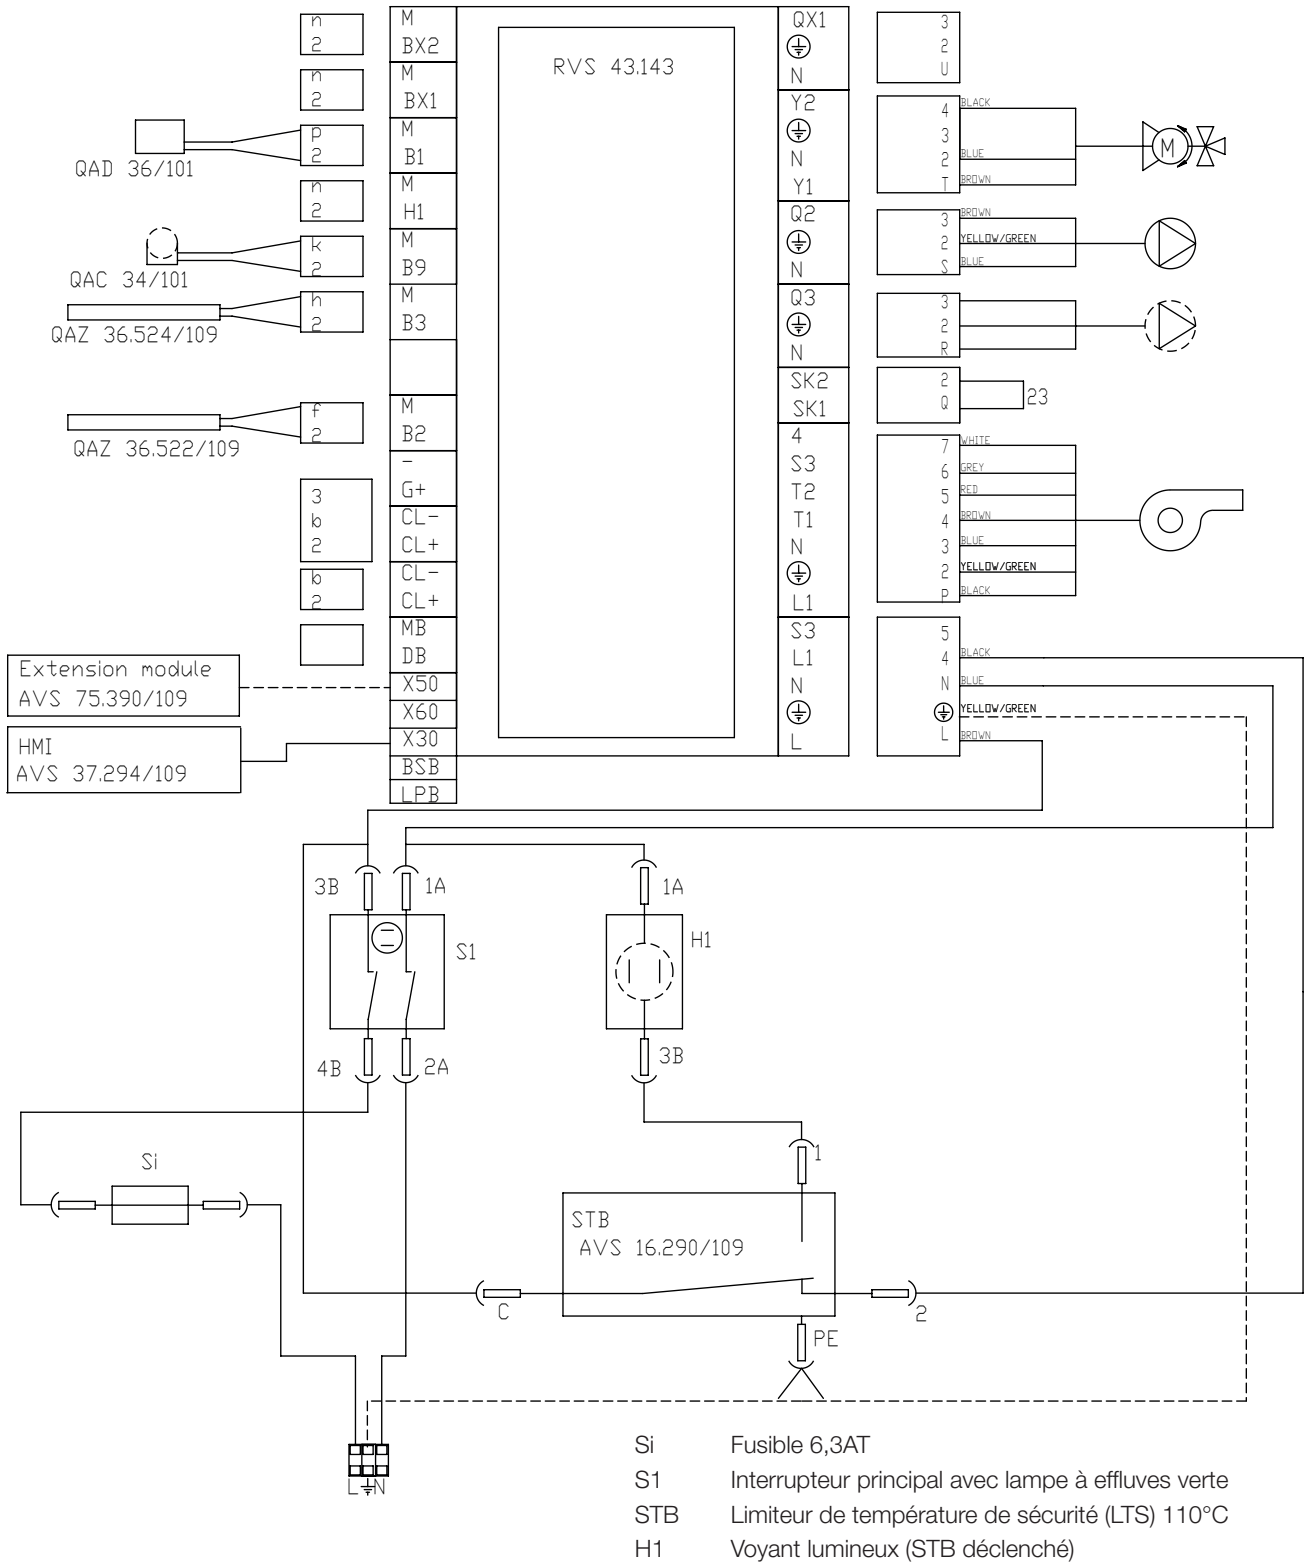 n
2
n
2
p
2
n
2
k
2
h
2
f
2
3
b
2
b
2
QAD 36/101
QAC 34/101
QAZ 36.524/109
QAZ 36.522/109
Extension module
AVS 75.390/109
HMI
AVS 37.294/109
M
BX2
M
BX1
M
B1
M
H1
M
B9
M
B3
M
B2
-
G+
CL-
CL+
CL-
CL+
MB
DB
X50
X60
X30
BSB
LPB
RVS 43.143
QX1
N
Y2
N
Y1
Q2
N
Q3
N
SK2
SK1
4
S3
T2
T1
N
L1
S3
L1
N
L
3
2
U
4 BLACK
3
2 BLUE
T BROWN
M
3 BROWN
2 YELLOW/GREEN
S BLUE
3
2
R
2
Q
23
7 WHITE
6 GREY
5 RED
4 BROWN
3 BLUE
2 YELLOW/GREEN
P BLACK
5
4 BLACK
N BLUE
YELLOW/GREEN
L BROWN
3B
1A
S1
4B
2A
1A
H1
3B
Si
1
STB
AVS 16.290/109
C
2
PE
L N
Si Fusible 6,3AT
S1 Interrupteur principal avec lampe à effluves verte
STB Limiteur de température de sécurité (LTS) 110°C
H1 Voyant lumineux (STB déclenché)